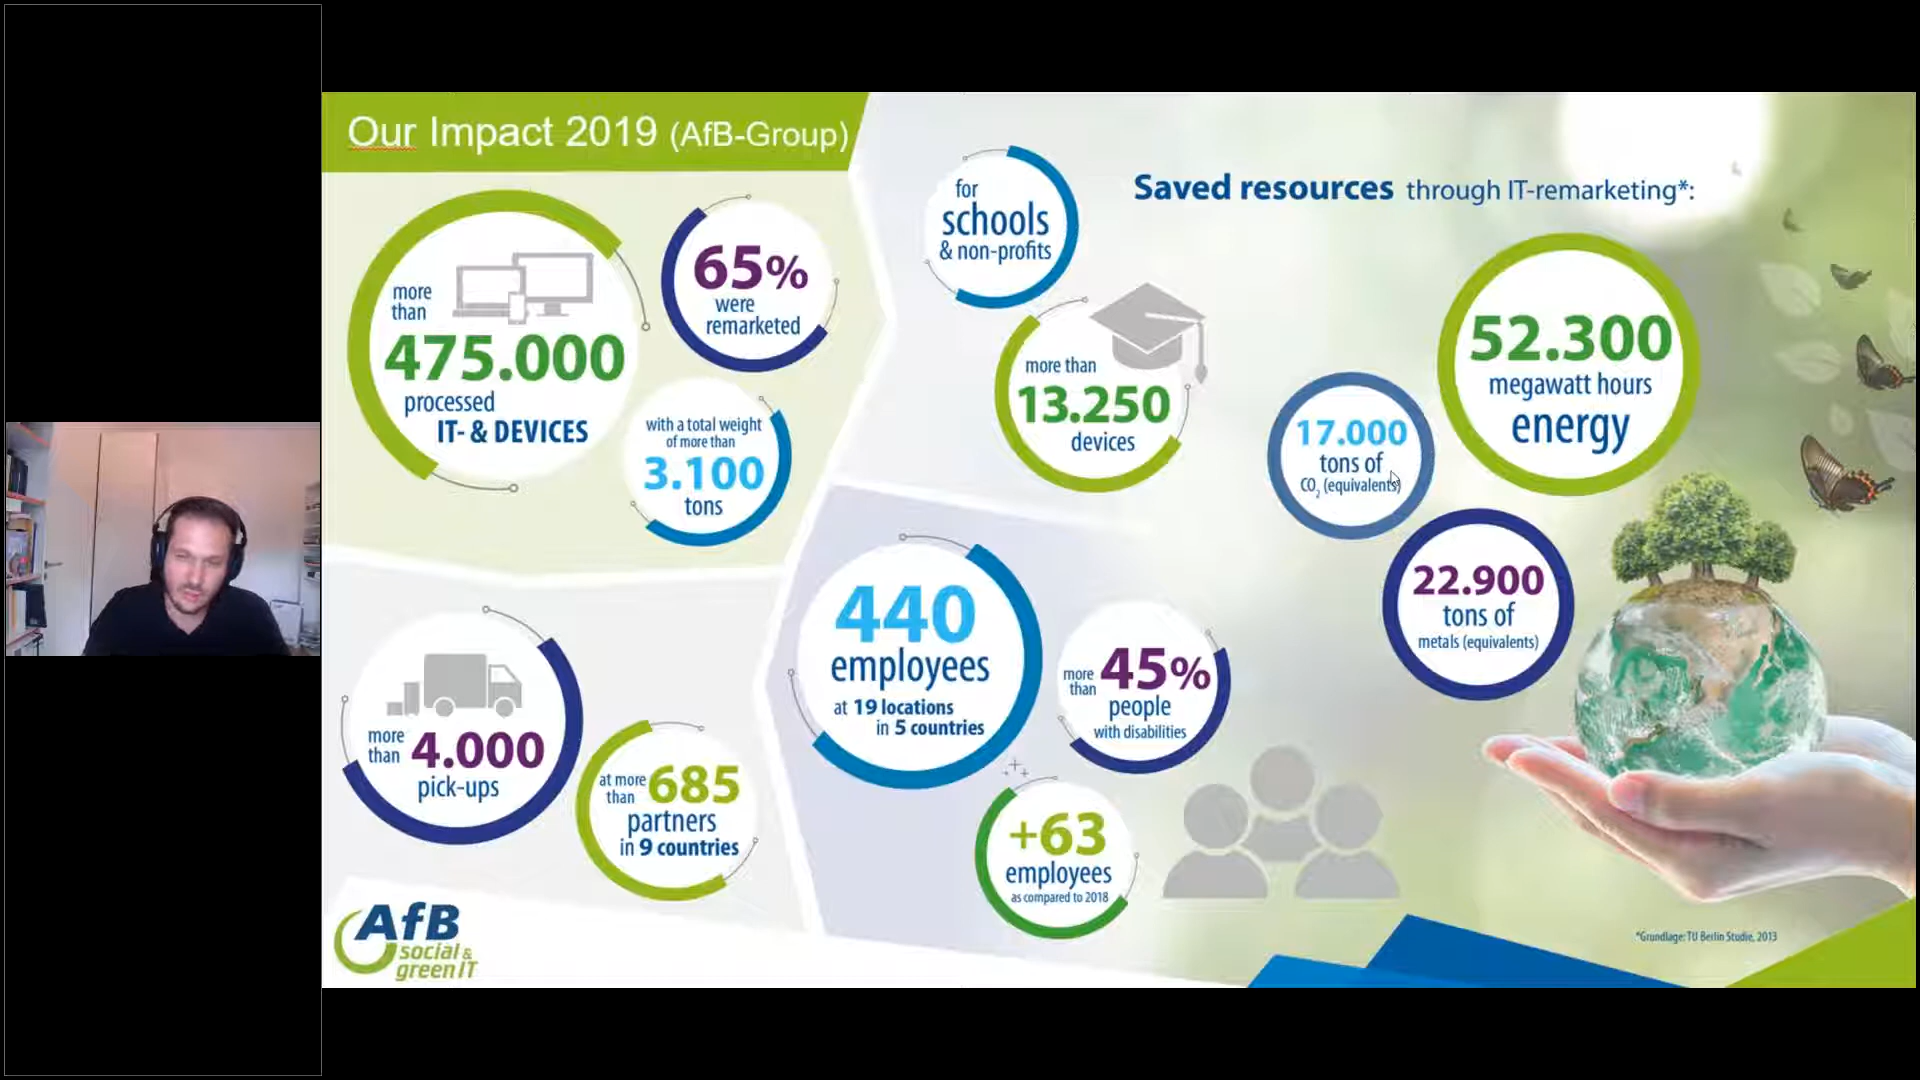 Our Impact 2019 (AfB-Group)
more
than
475.000
processed
IT- & DEVICES
65%
were
remarketed
with a total weight
of more than
3.100
tons
for
schools
& non-profits
more than
13.250
devices
Saved resources through IT-remarketing*:
52.300
megawatt hours
energy
17.000
tons of
CO₂ (equivalents)
22.900
tons of
metals (equivalents)
more
than 4.000
pick-ups
at more
than 685
partners
in 9 countries
440
employees
at 19 locations
in 5 countries
more
than 45%
people
with disabilities
+63
employees
as compared to 2018
AfB
social &
green IT
*Grundlage: TU Berlin Studie, 2013